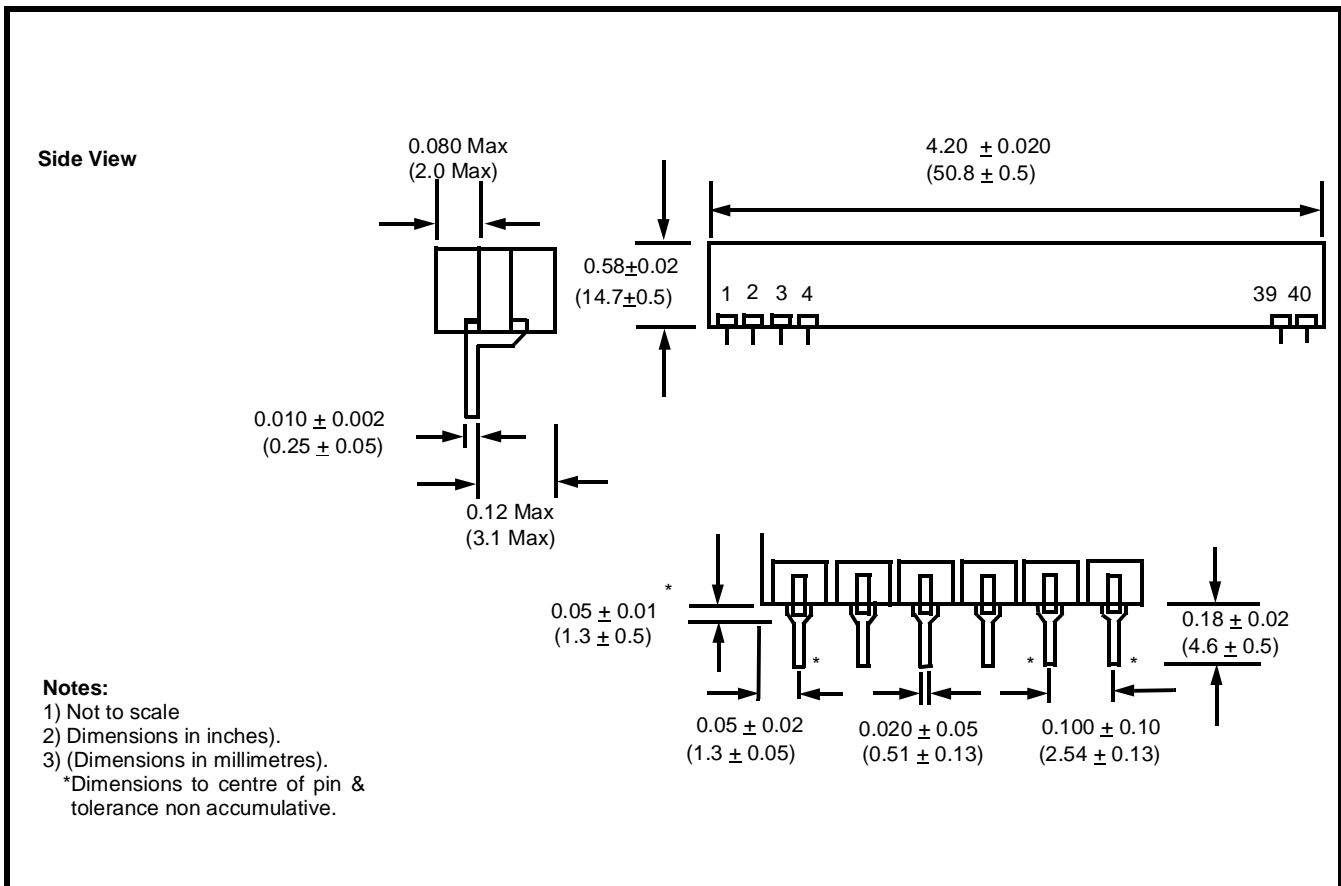 Side View
0.080 Max
(2.0 Max)
4.20 ± 0.020
(50.8 ± 0.5)
0.58±0.02
(14.7±0.5)
1 2 3 4
39 40
0.010 ± 0.002
(0.25 ± 0.05)
0.12 Max
(3.1 Max)
*
0.05 ± 0.01
(1.3 ± 0.5)
0.18 ± 0.02
(4.6 ± 0.5)
* * *
0.05 ± 0.02
(1.3 ± 0.05)
0.020 ± 0.05
(0.51 ± 0.13)
0.100 ± 0.10
(2.54 ± 0.13)
Notes:
1) Not to scale
2) Dimensions in inches).
3) (Dimensions in millimetres).
*Dimensions to centre of pin &
tolerance non accumulative.